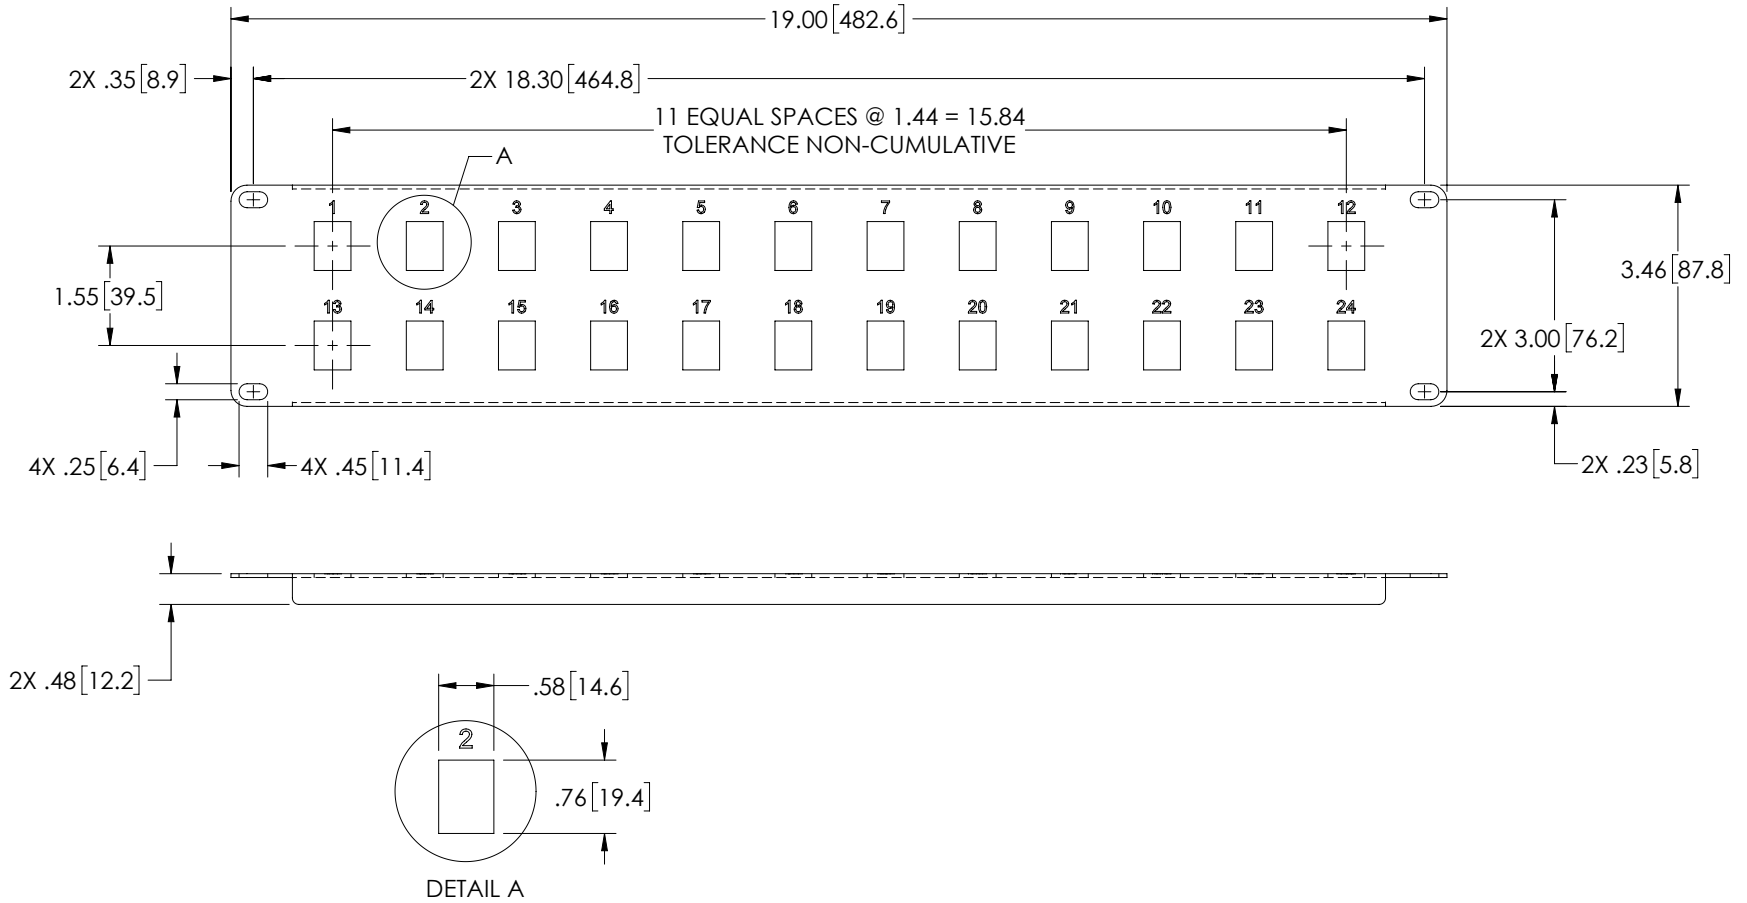 19.00[482.6]
2X .35[8.9]
2X 18.30[464.8]
11 EQUAL SPACES @ 1.44 = 15.84
TOLERANCE NON-CUMULATIVE
A
1 2 3 4 5 6 7 8 9 10 11 12
3.46[87.8]
1.55[39.5]
13 14 15 16 17 18 19 20 21 22 23 24
2X 3.00[76.2]
4X .25[6.4]
4X .45[11.4]
2X .23[5.8]
2X .48[12.2]
.58[14.6]
2
.76[19.4]
DETAIL A